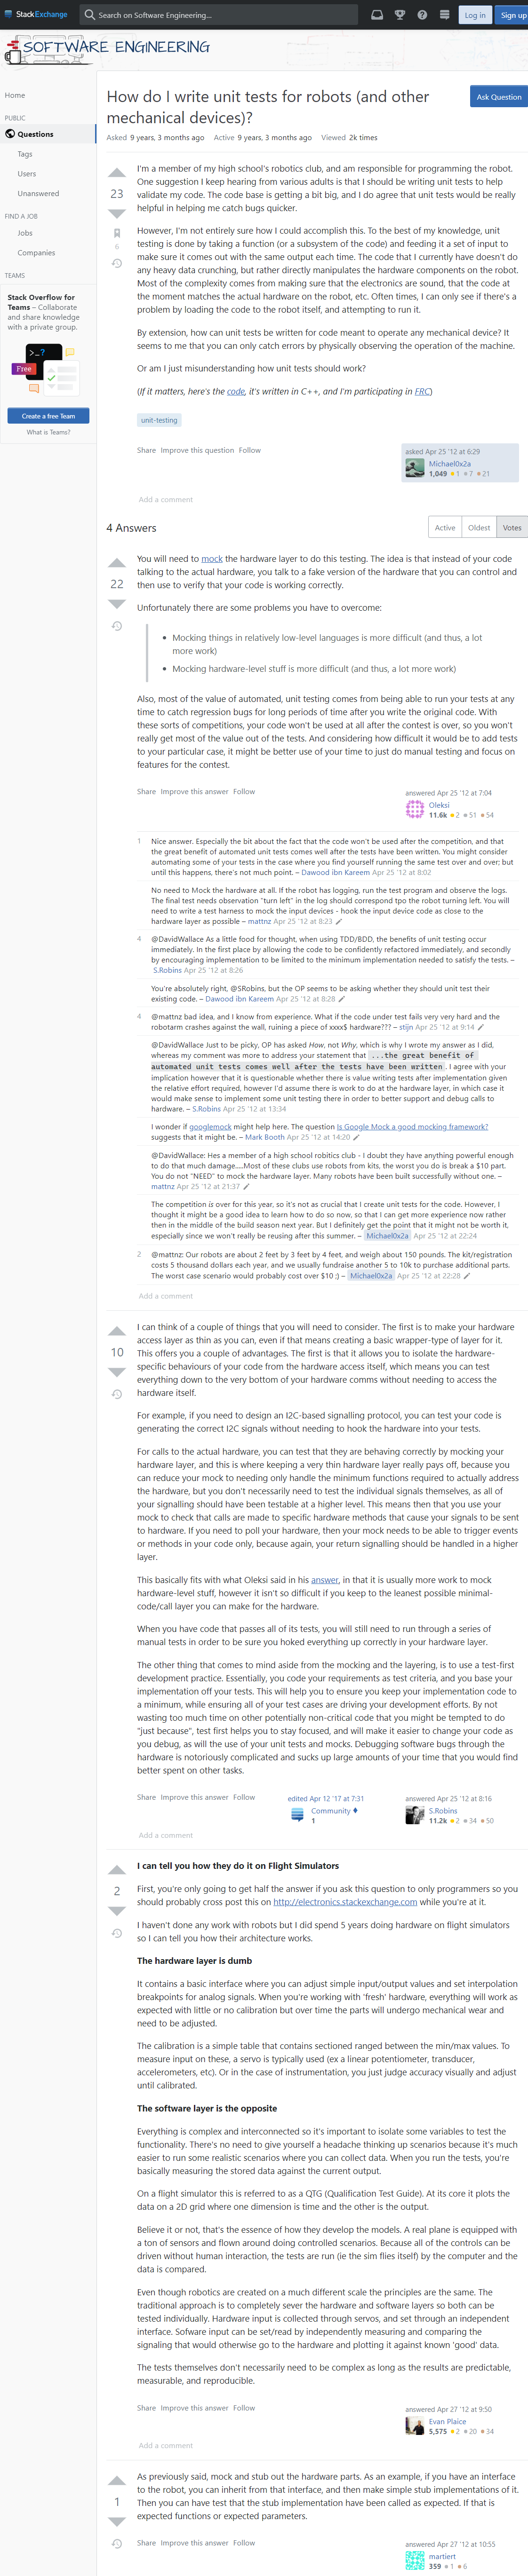 StackExchange
Search on Software Engineering...
Log in
Sign up
SOFTWARE ENGINEERING
Home
PUBLIC
Questions
Tags
Users
Unanswered
FIND A JOB
Jobs
Companies
TEAMS
Stack Overflow for
Teams – Collaborate
and share knowledge
with a private group.
>_?
Free
Create a free Team
What is Teams?
How do I write unit tests for robots (and other
mechanical devices)?
Ask Question
Asked 9 years, 3 months ago Active 9 years, 3 months ago Viewed 2k times
23
6
I'm a member of my high school's robotics club, and am responsible for programming the robot.
One suggestion I keep hearing from various adults is that I should be writing unit tests to help
validate my code. The code base is getting a bit big, and I do agree that unit tests would be really
helpful in helping me catch bugs quicker.
However, I'm not entirely sure how I could accomplish this. To the best of my knowledge, unit
testing is done by taking a function (or a subsystem of the code) and feeding it a set of input to
make sure it comes out with the same output each time. The code that I currently have doesn't do
any heavy data crunching, but rather directly manipulates the hardware components on the robot.
Most of the complexity comes from making sure that the electronics are sound, that the code at
the moment matches the actual hardware on the robot, etc. Often times, I can only see if there's a
problem by loading the code to the robot itself, and attempting to run it.
By extension, how can unit tests be written for code meant to operate any mechanical device? It
seems to me that you can only catch errors by physically observing the operation of the machine.
Or am I just misunderstanding how unit tests should work?
(If it matters, here's the code, it's written in C++, and I'm participating in FRC)
unit-testing
Share Improve this question Follow
asked Apr 25 '12 at 6:29
Michael0x2a
1,049 1 7 21
Add a comment
4 Answers
Active Oldest Votes
22
You will need to mock the hardware layer to do this testing. The idea is that instead of your code
talking to the actual hardware, you talk to a fake version of the hardware that you can control and
then use to verify that your code is working correctly.
Unfortunately there are some problems you have to overcome:
• Mocking things in relatively low-level languages is more difficult (and thus, a lot
more work)
• Mocking hardware-level stuff is more difficult (and thus, a lot more work)
Also, most of the value of automated, unit testing comes from being able to run your tests at any
time to catch regression bugs for long periods of time after you write the original code. With
these sorts of competitions, your code won't be used at all after the contest is over, so you won't
really get most of the value out of the tests. And considering how difficult it would be to add tests
to your particular case, it might be better use of your time to just do manual testing and focus on
features for the contest.
Share Improve this answer Follow
answered Apr 25 '12 at 7:04
Oleksi
11.6k 2 51 54
1 Nice answer. Especially the bit about the fact that the code won't be used after the competition, and that
the great benefit of automated unit tests comes well after the tests have been written. You might consider
automating some of your tests in the case where you find yourself running the same test over and over; but
until this happens, there's not much point. – Dawood ibn Kareem Apr 25 '12 at 8:02
No need to Mock the hardware at all. If the robot has logging, run the test program and observe the logs.
The final test needs observation "turn left" in the log should correspond tpo the robot turning left. You will
need to write a test harness to mock the input devices - hook the input device code as close to the
hardware layer as possible – mattnz Apr 25 '12 at 8:23
4 @DavidWallace As a little food for thought, when using TDD/BDD, the benefits of unit testing occur
immediately. In the first place by allowing the code to be confidently refactored immediately, and secondly
by encouraging implementation to be limited to the minimum implementation needed to satisfy the tests. –
S.Robins Apr 25 '12 at 8:26
You're absolutely right, @SRobins, but the OP seems to be asking whether they should unit test their
existing code. – Dawood ibn Kareem Apr 25 '12 at 8:28
4 @mattnz bad idea, and I know from experience. What if the code under test fails very very hard and the
robotarm crashes against the wall, ruining a piece of xxxx$ hardware??? – stijn Apr 25 '12 at 9:14
@DavidWallace Just to be picky, OP has asked How, not Why, which is why I wrote my answer as I did,
whereas my comment was more to address your statement that ...the great benefit of
automated unit tests comes well after the tests have been written. I agree with your
implication however that it is questionable whether there is value writing tests after implementation given
the relative effort required, however I'd assume there is work to do at the hardware layer, in which case it
would make sense to implement some unit testing there in order to support and debug calls to
hardware. – S.Robins Apr 25 '12 at 13:34
I wonder if googlemock might help here. The question Is Google Mock a good mocking framework?
suggests that it might be. – Mark Booth Apr 25 '12 at 14:20
@DavidWallace: Hes a member of a high school robitics club - I doubt they have anything powerful enough
to do that much damage.....Most of these clubs use robots from kits, the worst you do is break a $10 part.
You do not "NEED" to mock the hardware layer. Many robots have been built successfully without one. –
mattnz Apr 25 '12 at 21:37
The competition is over for this year, so it's not as crucial that I create unit tests for the code. However, I
thought it might be a good idea to learn how to do so now, so that I can get more experience now rather
then in the middle of the build season next year. But I definitely get the point that it might not be worth it,
especially since we won't really be reusing after this summer. – Michael0x2a Apr 25 '12 at 22:24
2 @mattnz: Our robots are about 2 feet by 3 feet by 4 feet, and weigh about 150 pounds. The kit/registration
costs 5 thousand dollars each year, and we usually fundraise another 5 to 10k to purchase additional parts.
The worst case scenario would probably cost over $10 ;) – Michael0x2a Apr 25 '12 at 22:28
Add a comment
10
I can think of a couple of things that you will need to consider. The first is to make your hardware
access layer as thin as you can, even if that means creating a basic wrapper-type of layer for it.
This offers you a couple of advantages. The first is that it allows you to isolate the hardware-
specific behaviours of your code from the hardware access itself, which means you can test
everything down to the very bottom of your hardware comms without needing to access the
hardware itself.
For example, if you need to design an I2C-based signalling protocol, you can test your code is
generating the correct I2C signals without needing to hook the hardware into your tests.
For calls to the actual hardware, you can test that they are behaving correctly by mocking your
hardware layer, and this is where keeping a very thin hardware layer really pays off, because you
can reduce your mock to needing only handle the minimum functions required to actually address
the hardware, but you don't necessarily need to test the individual signals themselves, as all of
your signalling should have been testable at a higher level. This means then that you use your
mock to check that calls are made to specific hardware methods that cause your signals to be sent
to hardware. If you need to poll your hardware, then your mock needs to be able to trigger events
or methods in your code only, because again, your return signalling should be handled in a higher
layer.
This basically fits with what Oleksi said in his answer, in that it is usually more work to mock
hardware-level stuff, however it isn't so difficult if you keep to the leanest possible minimal-
code/call layer you can make for the hardware.
When you have code that passes all of its tests, you will still need to run through a series of
manual tests in order to be sure you hoked everything up correctly in your hardware layer.
The other thing that comes to mind aside from the mocking and the layering, is to use a test-first
development practice. Essentially, you code your requirements as test criteria, and you base your
implementation off your tests. This will help you to ensure you keep your implementation code to
a minimum, while ensuring all of your test cases are driving your development efforts. By not
wasting too much time on other potentially non-critical code that you might be tempted to do
"just because", test first helps you to stay focused, and will make it easier to change your code as
you debug, as will the use of your unit tests and mocks. Debugging software bugs through the
hardware is notoriously complicated and sucks up large amounts of your time that you would find
better spent on other tasks.
Share Improve this answer Follow
edited Apr 12 '17 at 7:31
Community ♦
1
answered Apr 25 '12 at 8:16
S.Robins
11.2k 2 34 50
Add a comment
2
I can tell you how they do it on Flight Simulators
First, you're only going to get half the answer if you ask this question to only programmers so you
should probably cross post this on http://electronics.stackexchange.com while you're at it.
I haven't done any work with robots but I did spend 5 years doing hardware on flight simulators
so I can tell you how their architecture works.
The hardware layer is dumb
It contains a basic interface where you can adjust simple input/output values and set interpolation
breakpoints for analog signals. When you're working with 'fresh' hardware, everything will work as
expected with little or no calibration but over time the parts will undergo mechanical wear and
need to be adjusted.
The calibration is a simple table that contains sectioned ranged between the min/max values. To
measure input on these, a servo is typically used (ex a linear potentiometer, transducer,
accelerometers, etc). Or in the case of instrumentation, you just judge accuracy visually and adjust
until calibrated.
The software layer is the opposite
Everything is complex and interconnected so it's important to isolate some variables to test the
functionality. There's no need to give yourself a headache thinking up scenarios because it's much
easier to run some realistic scenarios where you can collect data. When you run the tests, you're
basically measuring the stored data against the current output.
On a flight simulator this is referred to as a QTG (Qualification Test Guide). At its core it plots the
data on a 2D grid where one dimension is time and the other is the output.
Believe it or not, that's the essence of how they develop the models. A real plane is equipped with
a ton of sensors and flown around doing controlled scenarios. Because all of the controls can be
driven without human interaction, the tests are run (ie the sim flies itself) by the computer and the
data is compared.
Even though robotics are created on a much different scale the principles are the same. The
traditional approach is to completely sever the hardware and software layers so both can be
tested individually. Hardware input is collected through servos, and set through an independent
interface. Sofware input can be set/read by independently measuring and comparing the
signaling that would otherwise go to the hardware and plotting it against known 'good' data.
The tests themselves don't necessarily need to be complex as long as the results are predictable,
measurable, and reproducible.
Share Improve this answer Follow
answered Apr 27 '12 at 9:50
Evan Plaice
5,575 2 20 34
Add a comment
1
As previously said, mock and stub out the hardware parts. As an example, if you have an interface
to the robot, you can inherit from that interface, and then make simple stub implementations of it.
Then you can have test that the stub implementation have been called as expected. If that is
expected functions or expected parameters.
Share Improve this answer Follow
answered Apr 27 '12 at 10:55
martiert
359 1 6